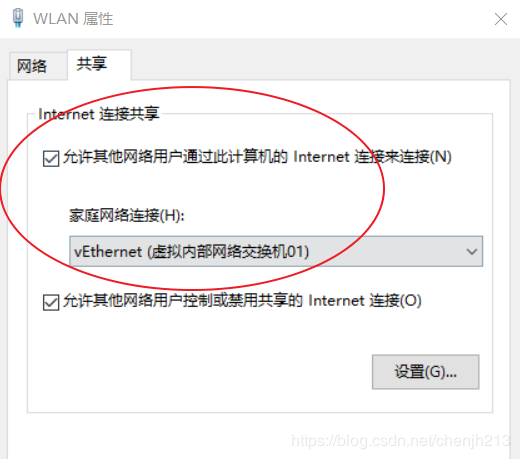 WLAN 属性
网络
共享
Internet 连接共享
允许其他网络用户通过此计算机的 Internet 连接来连接(N)
家庭网络连接(H):
vEthernet (虚拟内部网络交换机01)
允许其他网络用户控制或禁用共享的 Internet 连接(O)
设置(G)...
https://blog.csdn.net/chenjh213